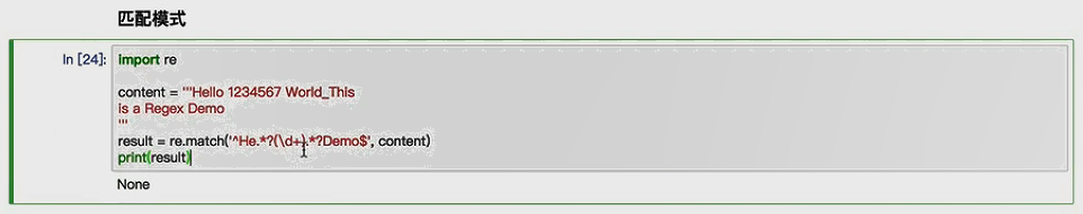 匹配模式
In [24]:
import re
content = '''Hello 1234567 World_This
is a Regex Demo
'''
result = re.match('^He.*?(\d+).*?Demo$', content)
print(result)
None